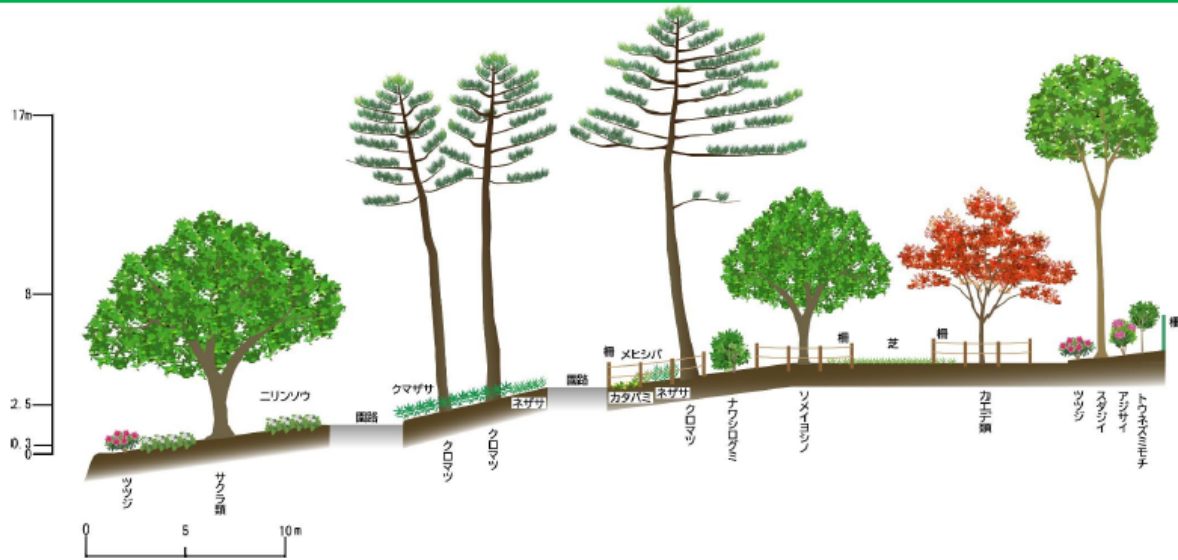 17m
8
2.5
0.3
0
ニリンソウ
園路
クマザサ
ネザサ
園路
柵
メヒシバ
カタバミ
ネザサ
柵
芝
柵
柵
ツツジ
サクラ類
クロマツ
クロマツ
クロマツ
ナワシログミ
ソメイヨシノ
カエデ類
ツツジ
スダジイ
アジサイ
トウネズミモチ
0 5 10m